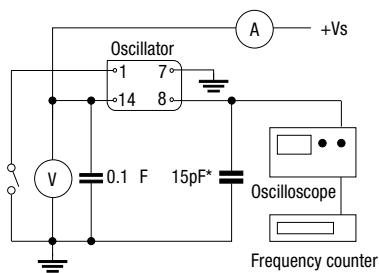 A
+Vs
Oscillator
1 7
14 8
V
0.1 F
15pF*
Oscilloscope
Frequency counter